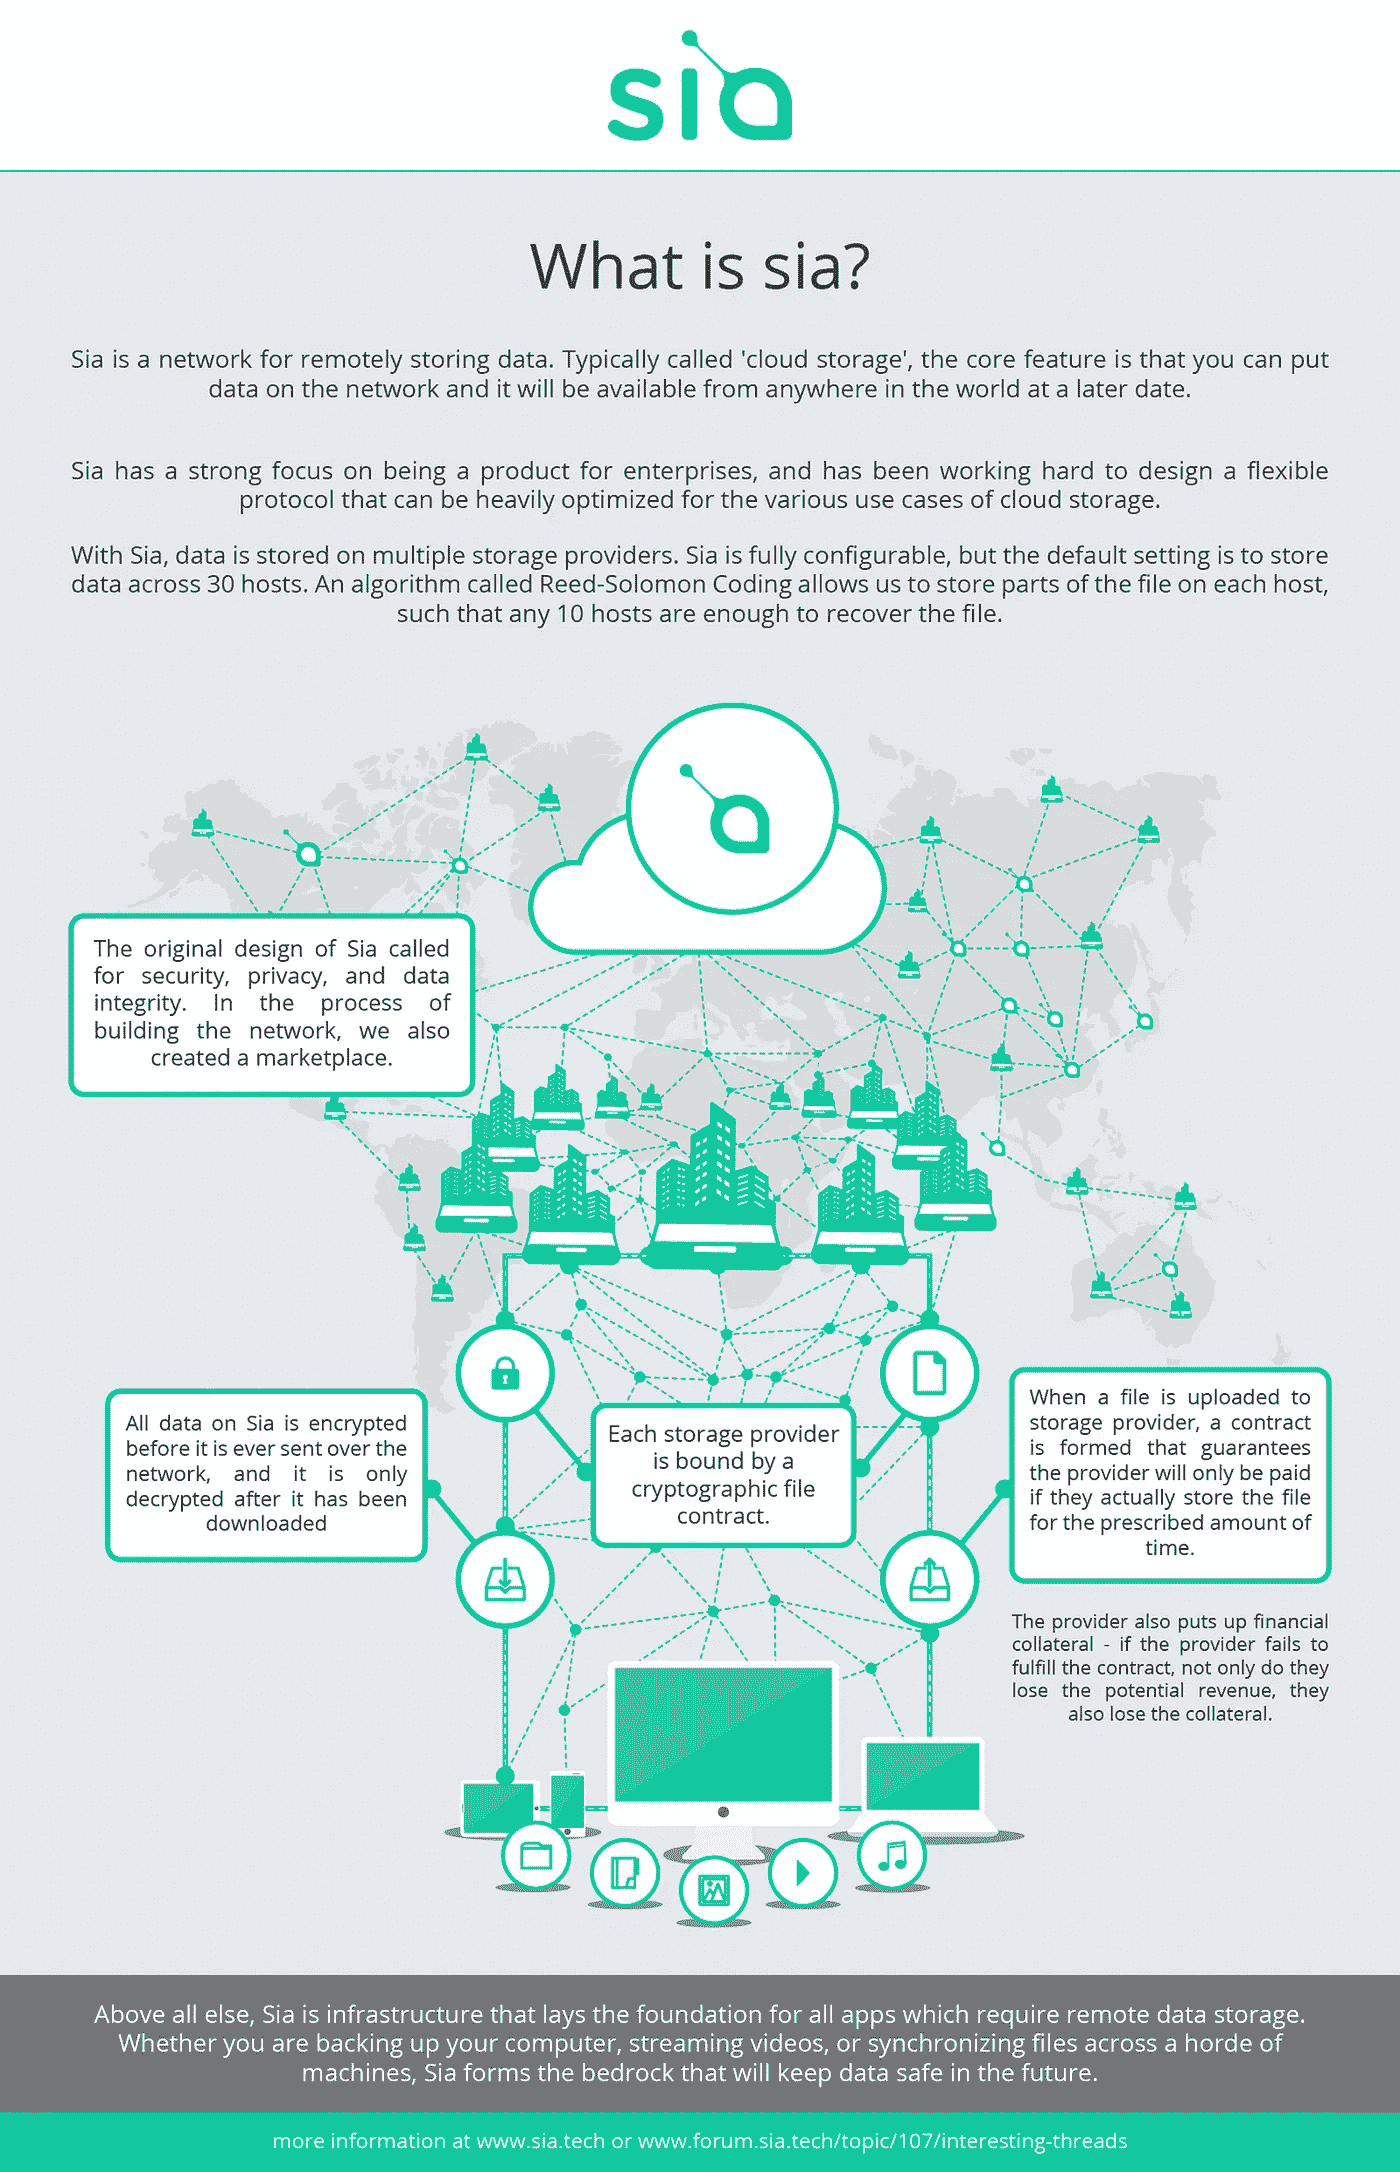 sia
What is sia?
Sia is a network for remotely storing data. Typically called 'cloud storage', the core feature is that you can put
data on the network and it will be available from anywhere in the world at a later date.
Sia has a strong focus on being a product for enterprises, and has been working hard to design a flexible
protocol that can be heavily optimized for the various use cases of cloud storage.
With Sia, data is stored on multiple storage providers. Sia is fully configurable, but the default setting is to store
data across 30 hosts. An algorithm called Reed-Solomon Coding allows us to store parts of the file on each host,
such that any 10 hosts are enough to recover the file.
The original design of Sia called
for security, privacy, and data
integrity. In the process of
building the network, we also
created a marketplace.
All data on Sia is encrypted
before it is ever sent over the
network, and it is only
decrypted after it has been
downloaded
Each storage provider
is bound by a
cryptographic file
contract.
When a file is uploaded to
storage provider, a contract
is formed that guarantees
the provider will only be paid
if they actually store the file
for the prescribed amount of
time.
The provider also puts up financial
collateral - if the provider fails to
fulfill the contract, not only do they
lose the potential revenue, they
also lose the collateral.
Above all else, Sia is infrastructure that lays the foundation for all apps which require remote data storage.
Whether you are backing up your computer, streaming videos, or synchronizing files across a horde of
machines, Sia forms the bedrock that will keep data safe in the future.
more information at www.sia.tech or www.forum.sia.tech/topic/107/interesting-threads